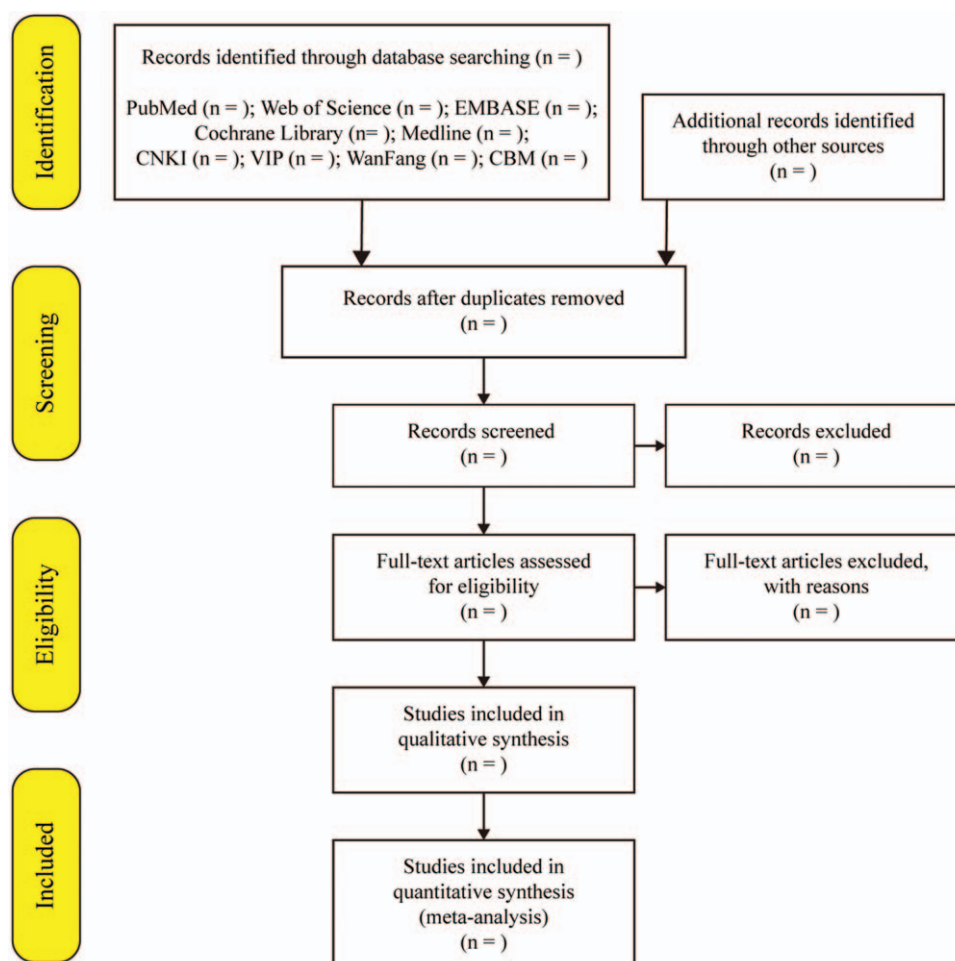 Identification
Records identified through database searching (n = )
PubMed (n = ); Web of Science (n = ); EMBASE (n = );
Cochrane Library (n= ); Medline (n = );
CNKI (n = ); VIP (n = ); WanFang (n = ); CBM (n = )
Additional records identified
through other sources
(n = )
Screening
Records after duplicates removed
(n = )
Records screened
(n = )
Records excluded
(n = )
Eligibility
Full-text articles assessed
for eligibility
(n = )
Full-text articles excluded,
with reasons
(n = )
Studies included in
qualitative synthesis
(n = )
Included
Studies included in
quantitative synthesis
(meta-analysis)
(n = )